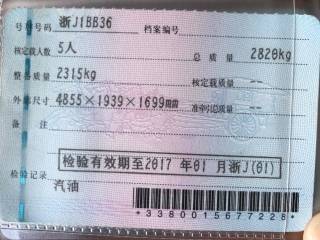 号牌号码 浙J1BB36 档案编号
核定载人数 5人 总质量 2820kg
整备质量 2315kg 核定载质量 --
外廓尺寸 4855×1939×1699mm 准牵引总质量 --
备注
检验有效期至2017年01月浙J(01)
检验记录
汽油
*3380015677228*